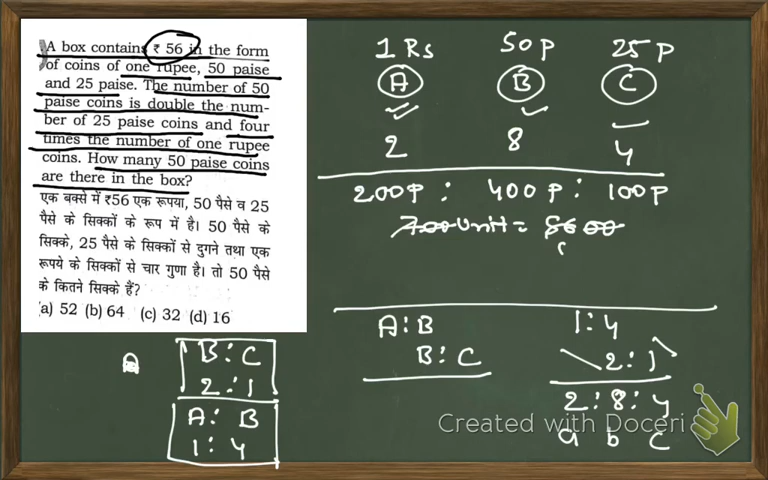 A box contains ₹ 56 in the form
of coins of one rupee, 50 paise
and 25 paise. The number of 50
paise coins is double the num-
ber of 25 paise coins and four
times the number of one rupee
coins. How many 50 paise coins
are there in the box?
एक बक्से में ₹56 एक रूपया, 50 पैसे व 25
पैसे के सिक्कों के रूप में है। 50 पैसे के
सिक्के, 25 पैसे के सिक्कों से दुगने तथा एक
रूपये के सिक्कों से चार गुणा है। तो 50 पैसे
के कितने सिक्के हैं?
(a) 52 (b) 64 (c) 32 (d) 16
1 Rs 50 P 25 P
A B C
2 8 4
200P : 400P : 100P
700 Unit = 5600
A : B 1 : 4
B : C 2 : 1
2 : 8 : 4
a b c
A
B : C
2 : 1
A : B
1 : 4
Created with Doceri